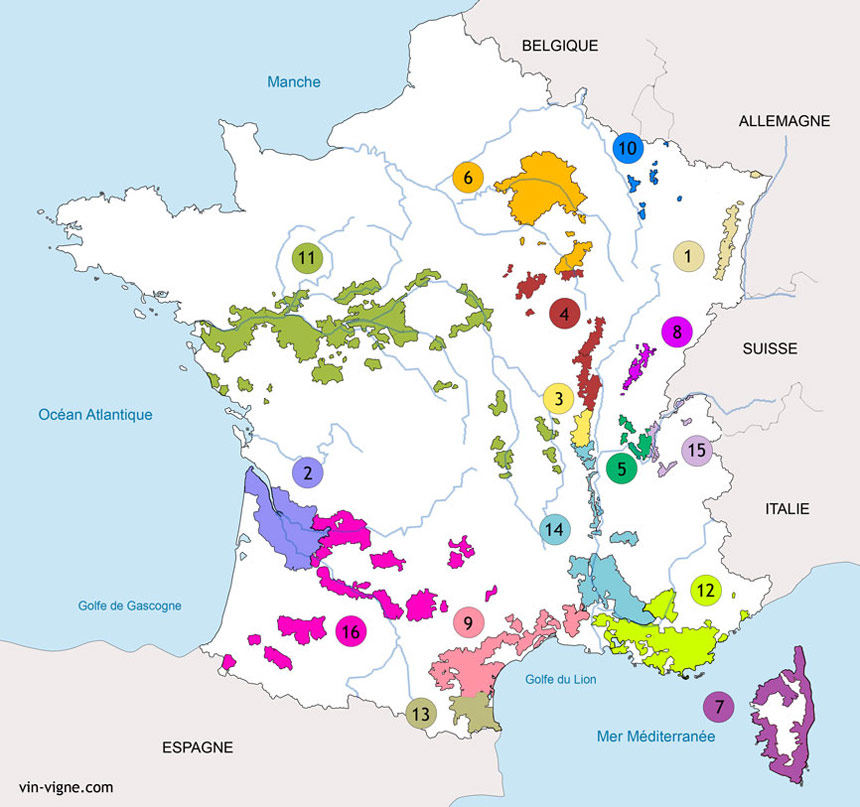 BELGIQUE
Manche
ALLEMAGNE
10
6
11
1
4
8
SUISSE
3
Océan Atlantique
15
5
2
ITALIE
14
12
Golfe de Gascogne
9
16
Golfe du Lion
7
13
Mer Méditerranée
ESPAGNE
vin-vigne.com